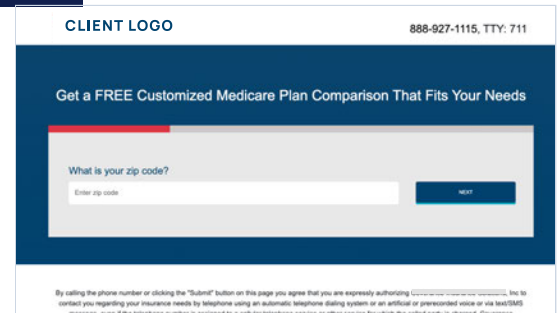 CLIENT LOGO
888-927-1115, TTY: 711
Get a FREE Customized Medicare Plan Comparison That Fits Your Needs
What is your zip code?
Enter zip code
NEXT
By calling the phone number or clicking the "Submit" button on this page you agree that you are expressly authorizing Inc to
contact you regarding your insurance needs by telephone using an automatic telephone dialing system or an artificial or prerecorded voice or via text/SMS